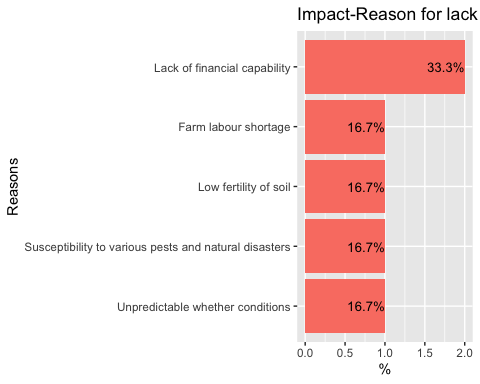 Impact-Reason for lack
Lack of financial capability
33.3%
Farm labour shortage
16.7%
Low fertility of soil
16.7%
Susceptibility to various pests and natural disasters
16.7%
Unpredictable whether conditions
16.7%
Reasons
0.0 0.5 1.0 1.5 2.0
%